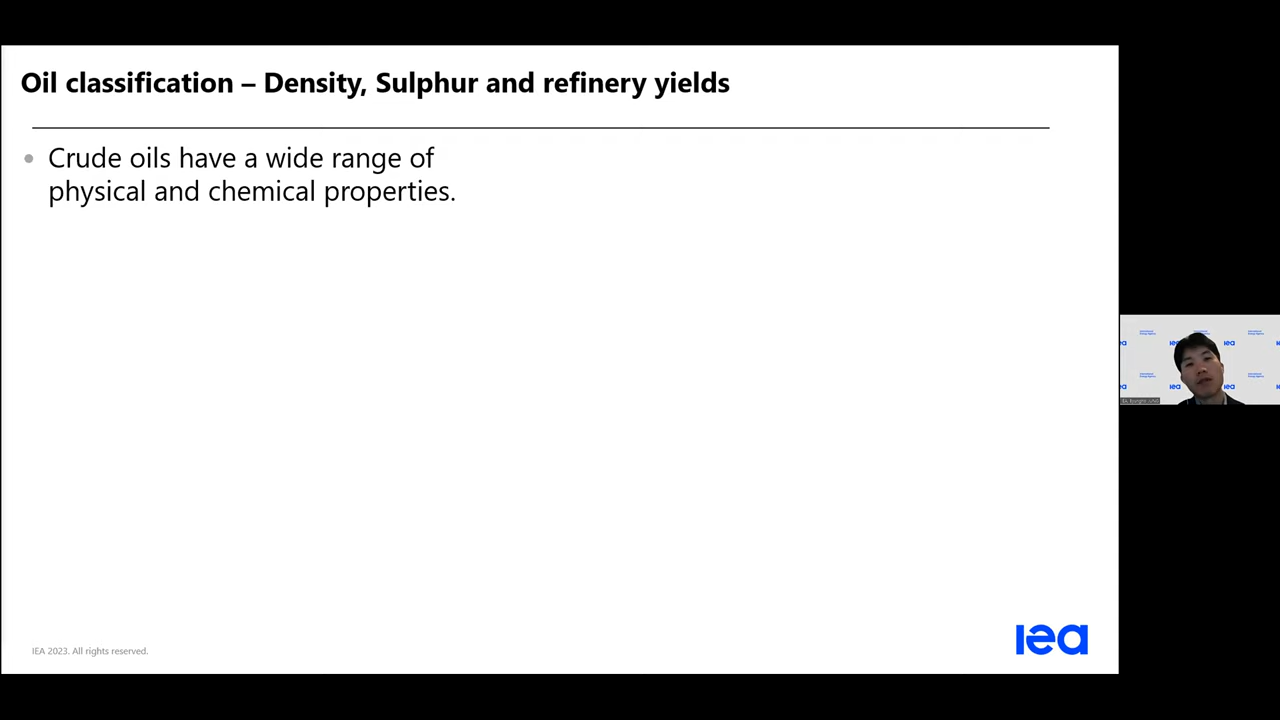 Oil classification – Density, Sulphur and refinery yields
Crude oils have a wide range of
physical and chemical properties.
IEA 2023. All rights reserved.
iea